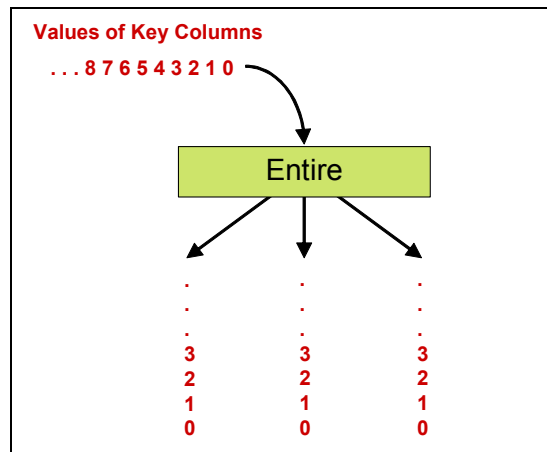 Values of Key Columns
. . . 8 7 6 5 4 3 2 1 0
Entire
. . .
. . .
. . .
3 3 3
2 2 2
1 1 1
0 0 0